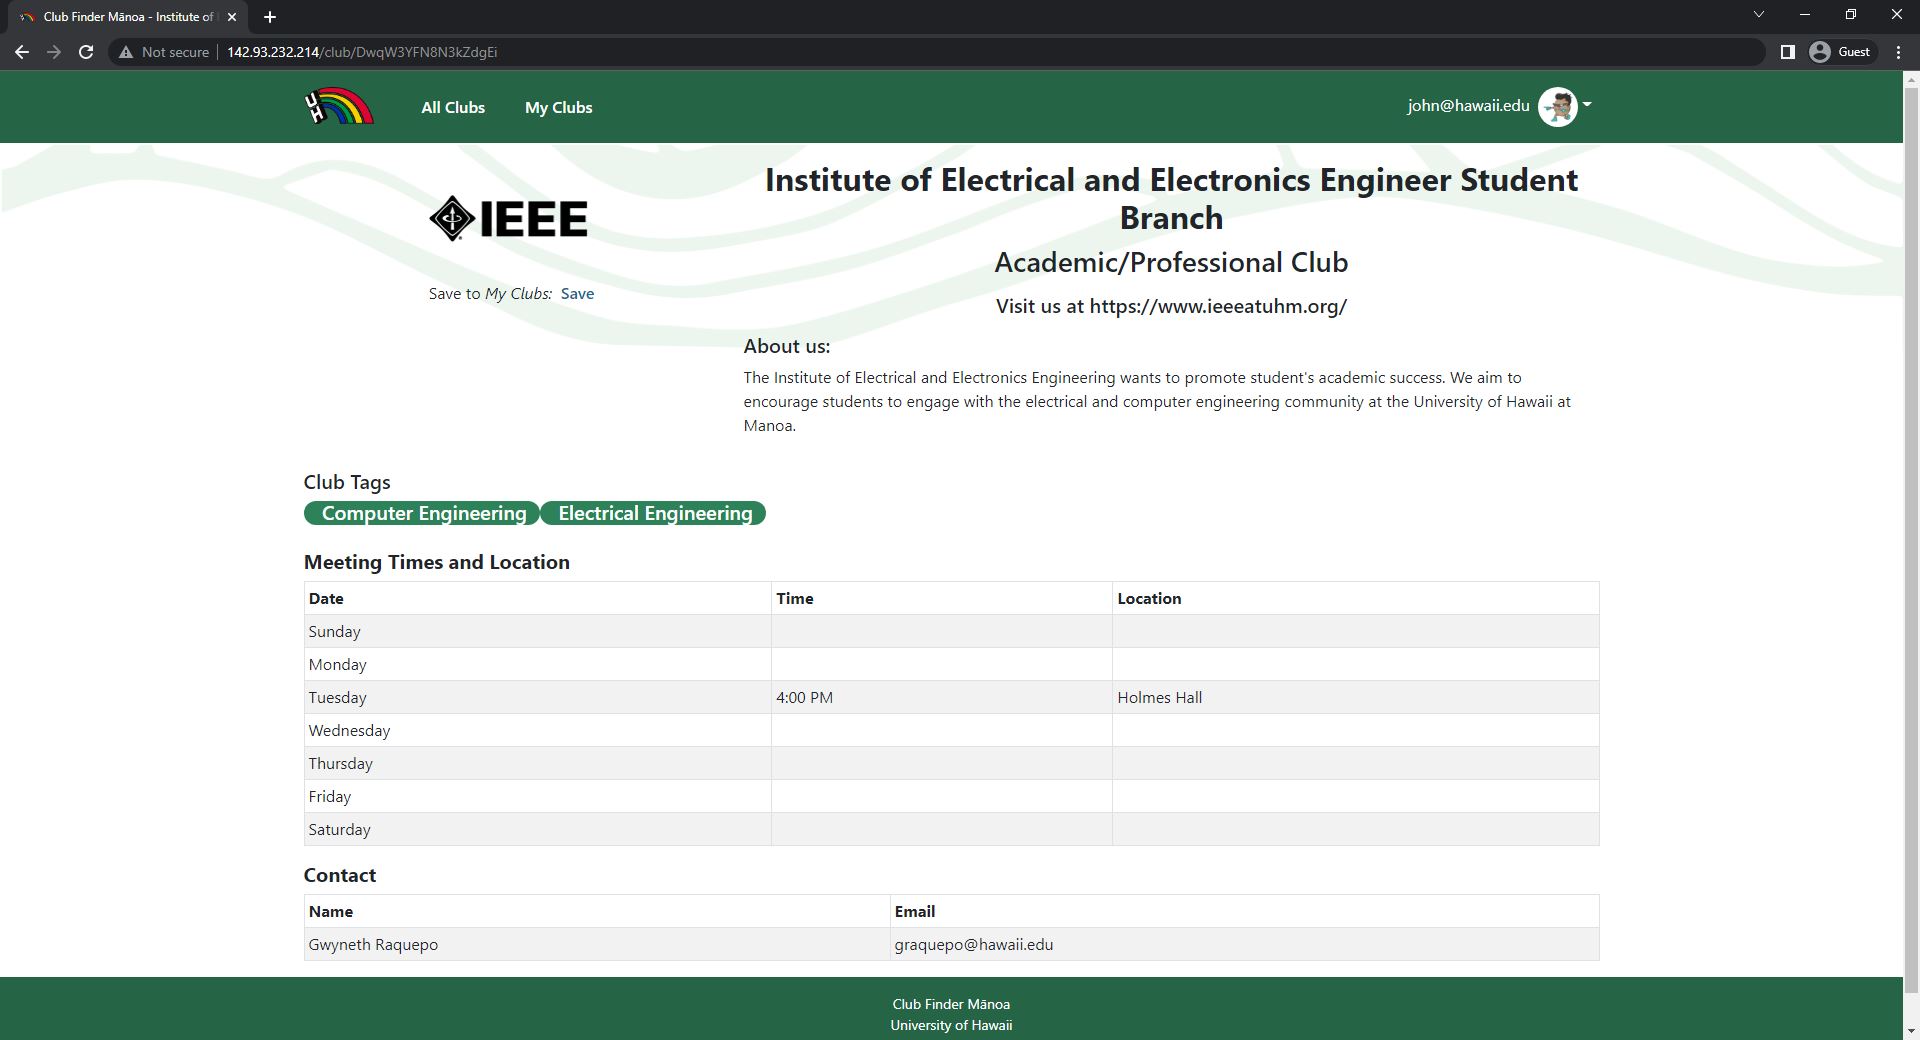 Club Finder Mānoa - Institute of
Not secure
142.93.232.214/club/DwqW3YFN8N3kZdgEi
Guest
UH
All Clubs
My Clubs
john@hawaii.edu
IEEE
Save to My Clubs: Save
Institute of Electrical and Electronics Engineer Student
Branch
Academic/Professional Club
Visit us at https://www.ieeeatuhm.org/
About us:
The Institute of Electrical and Electronics Engineering wants to promote student's academic success. We aim to
encourage students to engage with the electrical and computer engineering community at the University of Hawaii at
Manoa.
Club Tags
Computer Engineering Electrical Engineering
Meeting Times and Location
Date Time Location
Sunday
Monday
Tuesday 4:00 PM Holmes Hall
Wednesday
Thursday
Friday
Saturday
Contact
Name Email
Gwyneth Raquepo graquepo@hawaii.edu
Club Finder Mānoa
University of Hawaii